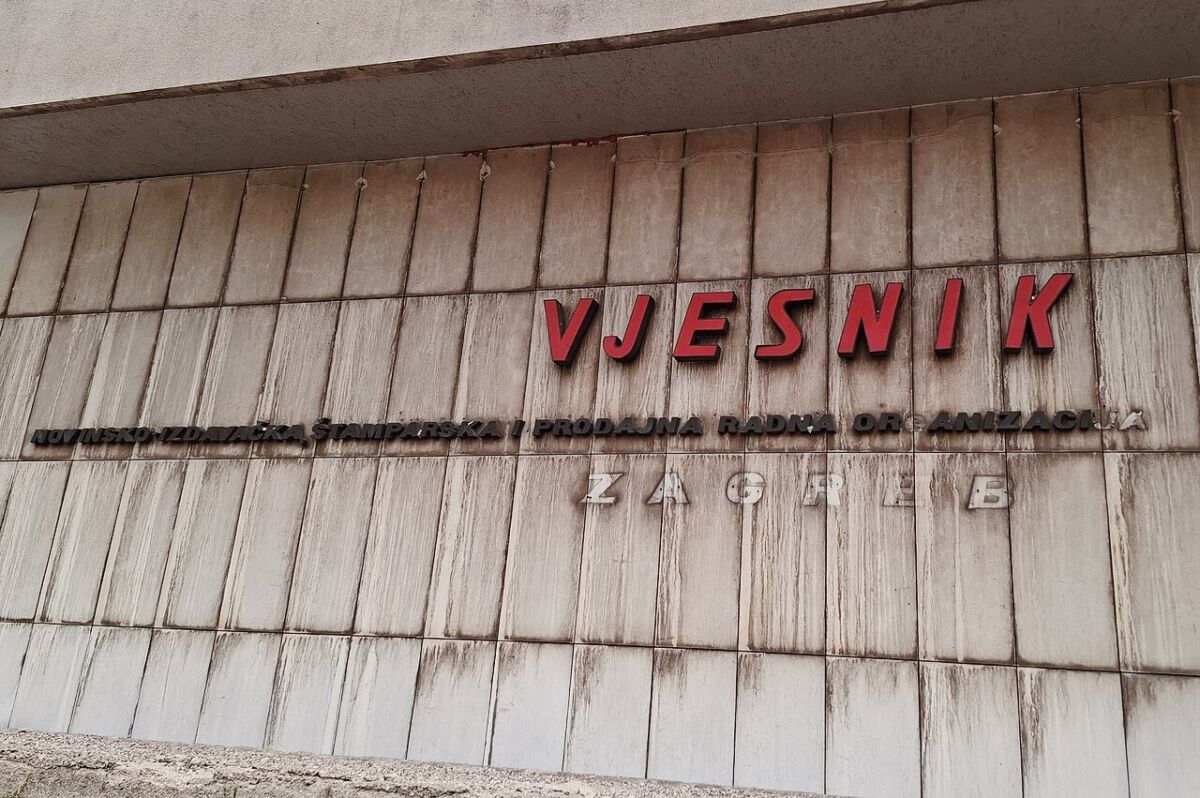 VJESNIK
NOVINSKO-IZDAVAČKA, ŠTAMPARSKA I PRODAJNA RADNA ORGANIZACIJA
ZAGREB